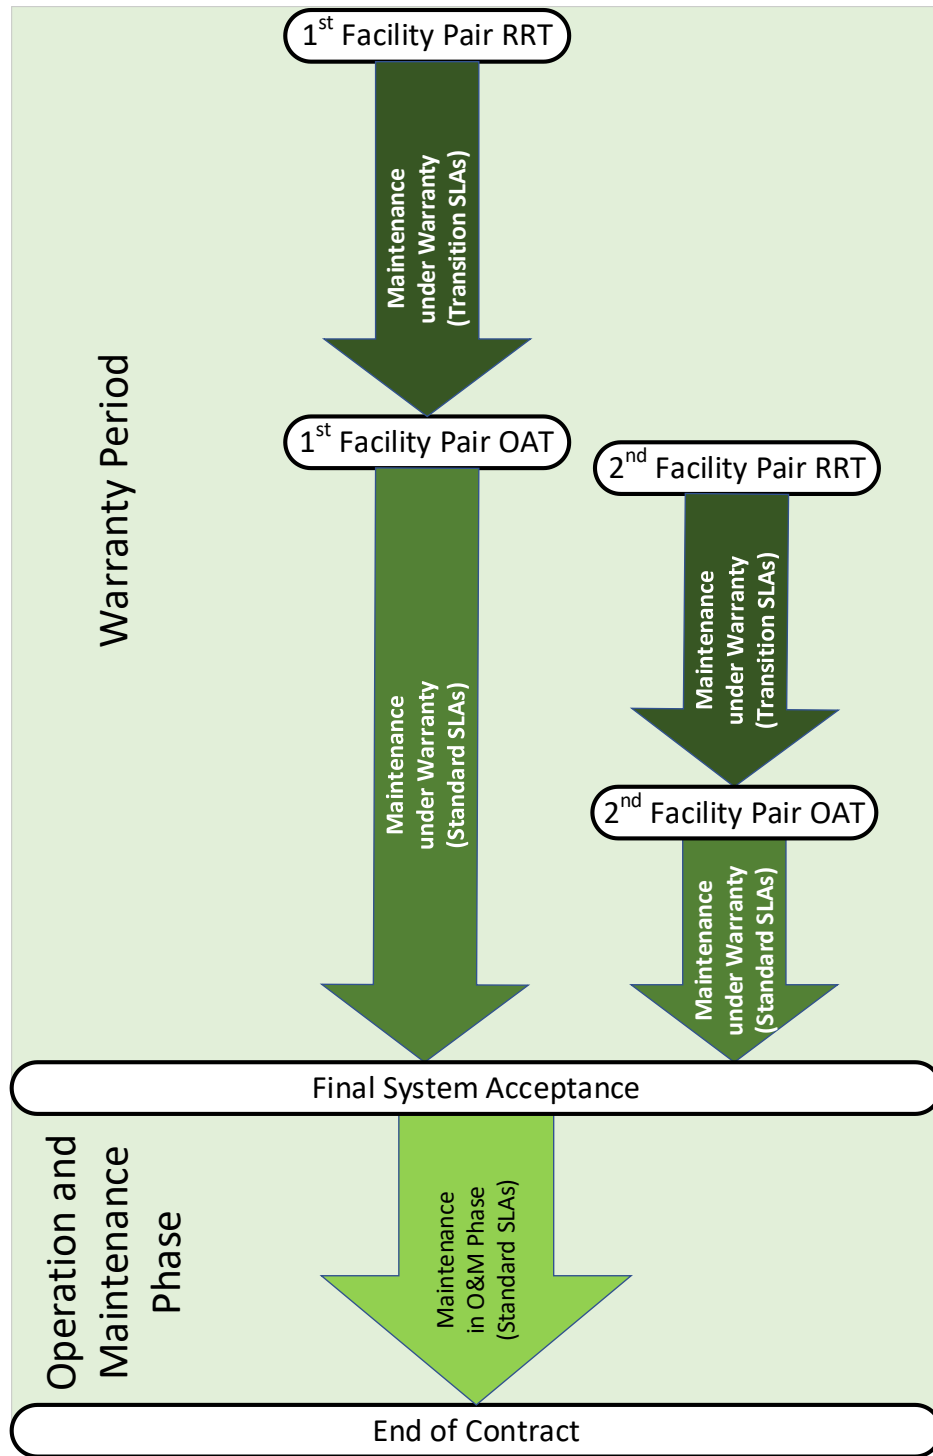 1st Facility Pair RRT
Maintenance
under Warranty
(Transition SLAs)
Warranty Period
1st Facility Pair OAT
2nd Facility Pair RRT
Maintenance
under Warranty
(Standard SLAs)
Maintenance
under Warranty
(Transition SLAs)
2nd Facility Pair OAT
Maintenance
under Warranty
(Standard SLAs)
Final System Acceptance
Operation and
Maintenance
Phase
Maintenance
in O&M Phase
(Standard SLAs)
End of Contract